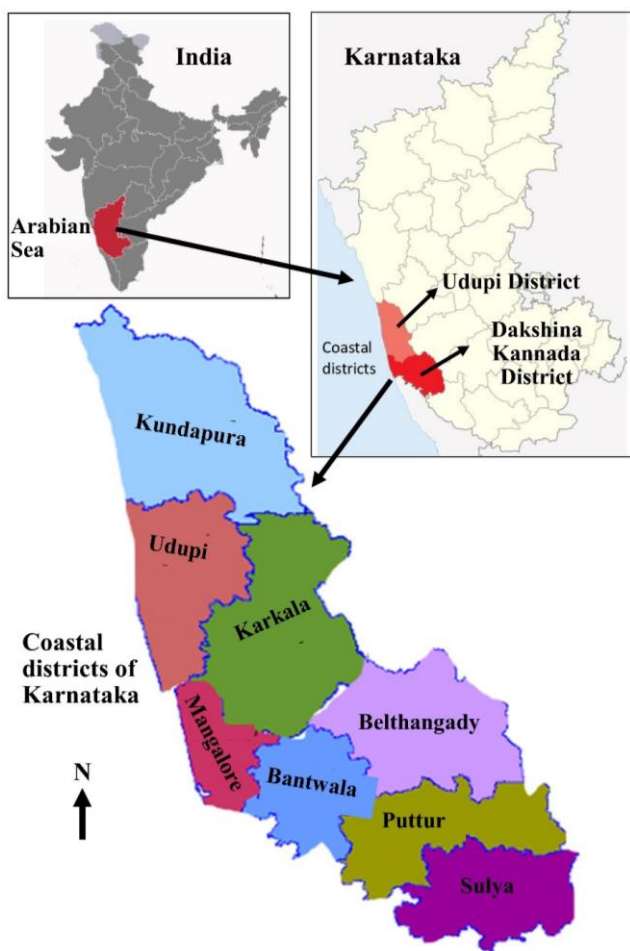 India
Arabian
Sea
Karnataka
Udupi District
Coastal
districts
Dakshina
Kannada
District
Kundapura
Udupi
Karkala
Coastal
districts of
Karnataka
Mangalore
Belthangady
N
Bantwala
Puttur
Sulya